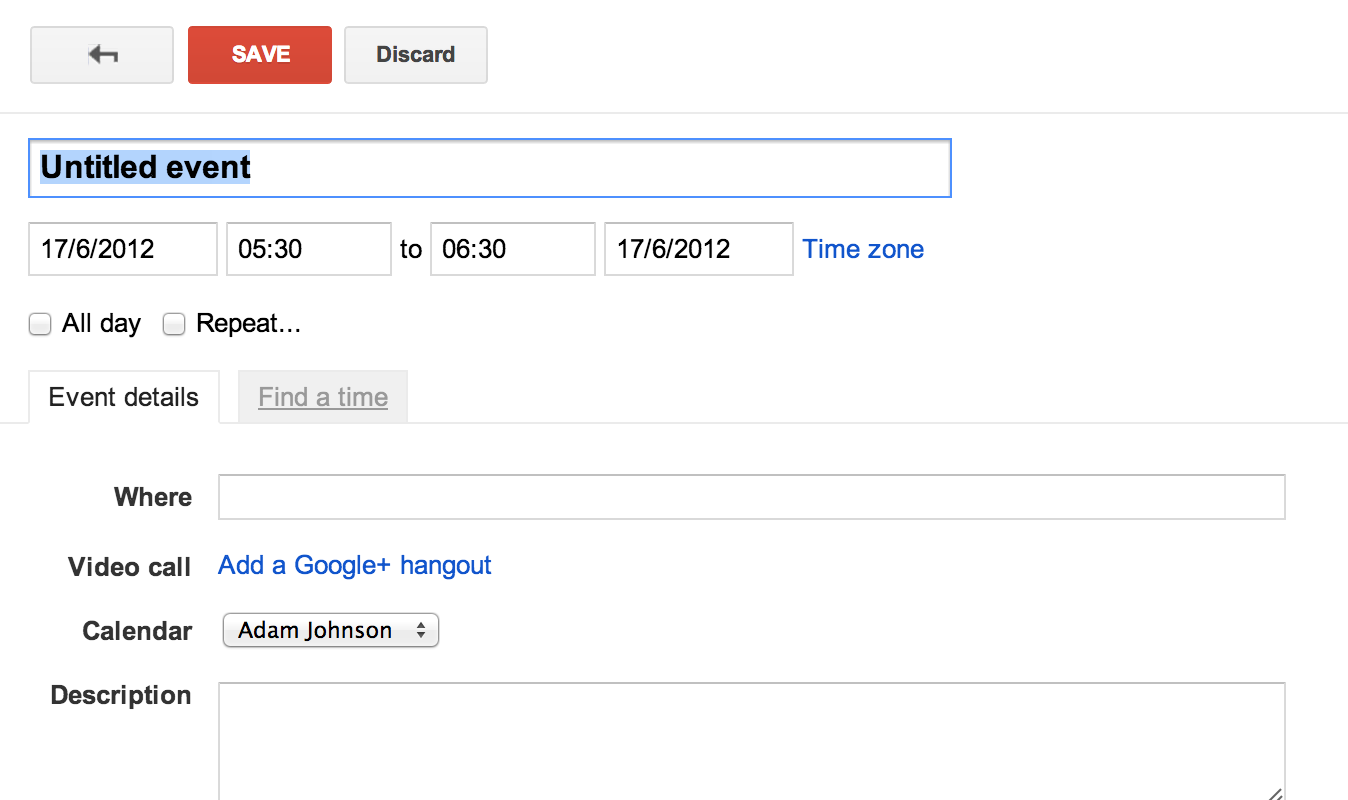 SAVE Discard
Untitled event
17/6/2012 05:30 to 06:30 17/6/2012 Time zone
All day Repeat...
Event details Find a time
Where
Video call Add a Google+ hangout
Calendar Adam Johnson
Description